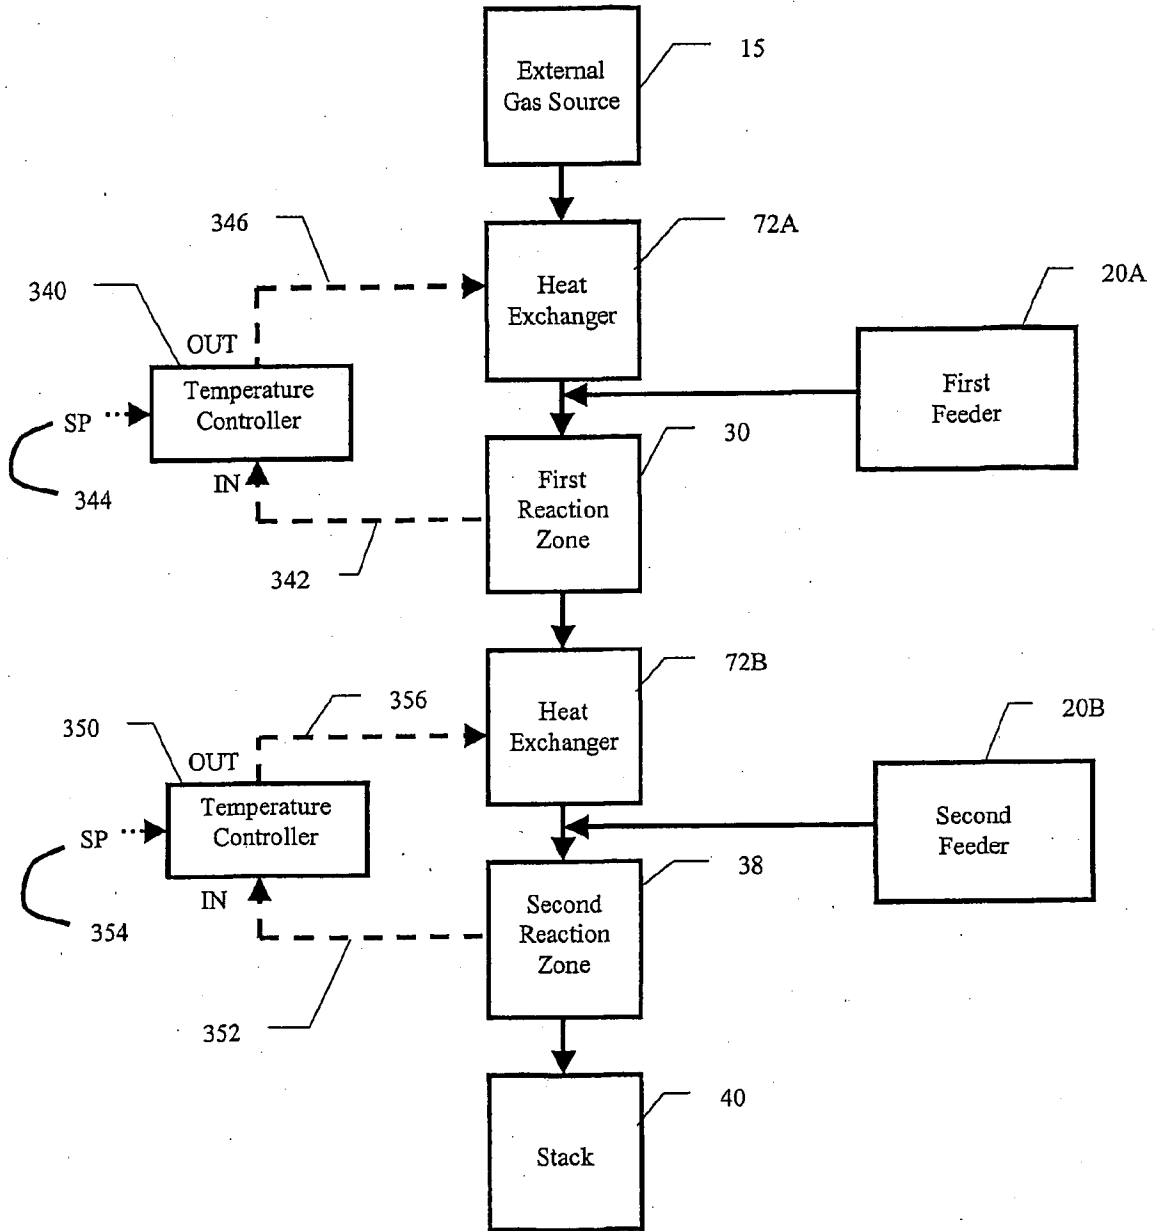 External
Gas Source
15
346
72A
340
Heat
Exchanger
20A
OUT
Temperature
Controller
SP
First
Feeder
30
IN
344
First
Reaction
Zone
342
72B
356
350
Heat
Exchanger
20B
OUT
Temperature
Controller
SP
Second
Feeder
38
IN
354
Second
Reaction
Zone
352
40
Stack